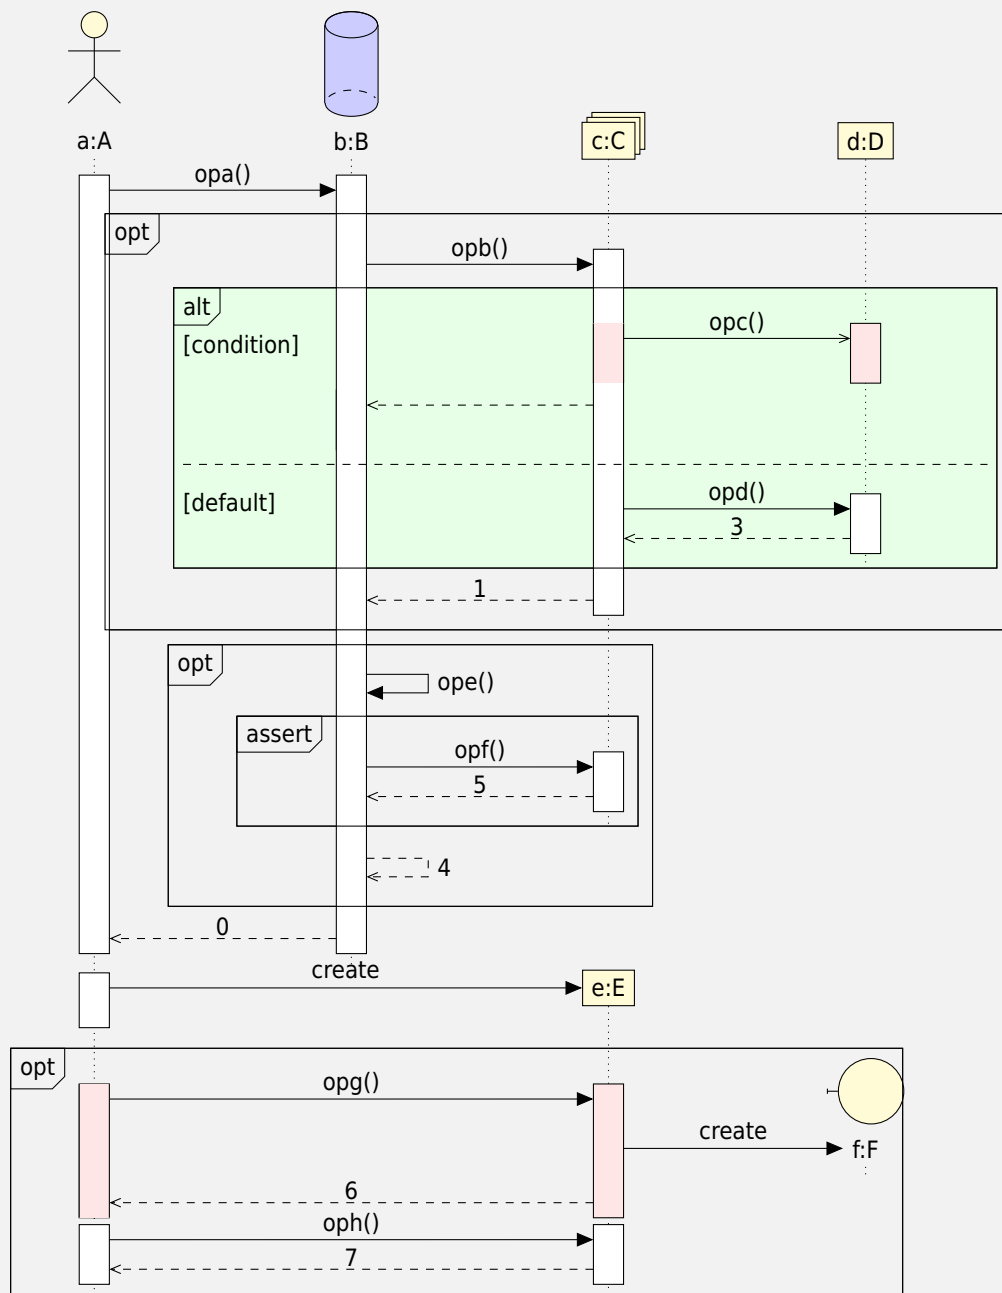 a:A
b:B
c:C
d:D
opa()
opt
opb()
alt
opc()
[condition]
opd()
[default]
3
1
opt
ope()
assert
opf()
5
4
0
create
e:E
opt
opg()
create
f:F
6
oph()
7